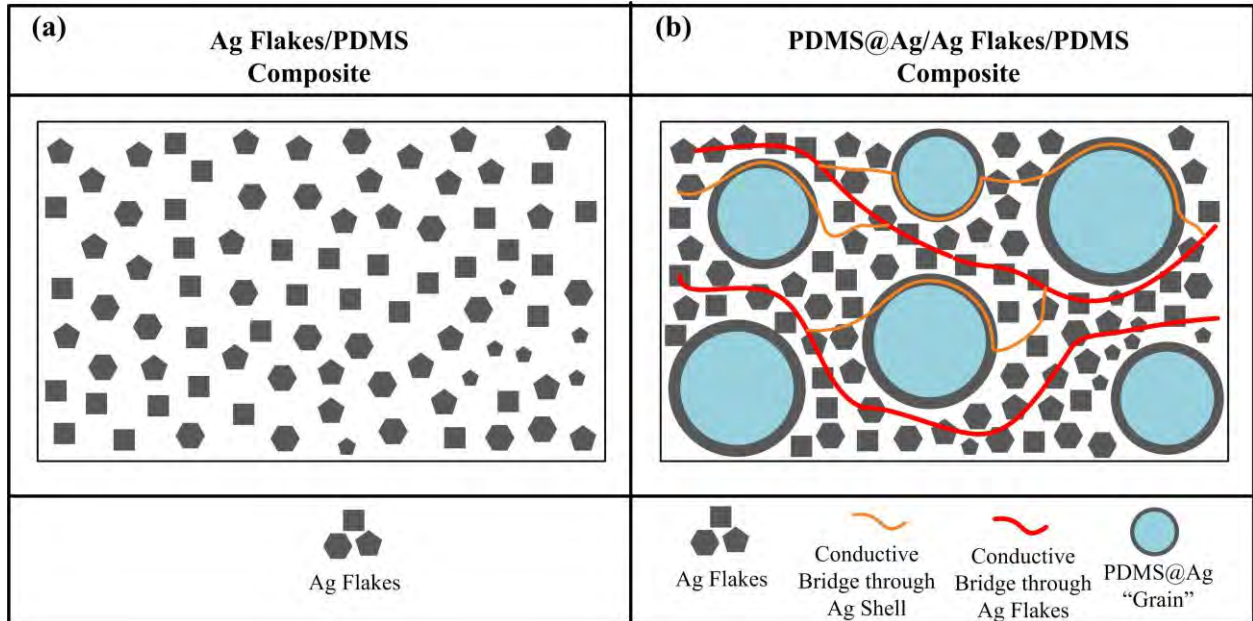 (a)
Ag Flakes/PDMS
Composite
(b)
PDMS@Ag/Ag Flakes/PDMS
Composite
Ag Flakes
Ag Flakes
Conductive
Bridge through
Ag Shell
Conductive
Bridge through
Ag Flakes
PDMS@Ag
“Grain”